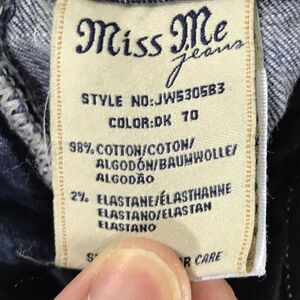 Miss Me
jeans
STYLE NO:JW5305B3
COLOR:DK 70
98% COTTON/COTON/
ALGODÓN/BAUMWOLLE/
ALGODÃO
2% ELASTANE/ÉLASTHANNE
ELASTANO/ELASTAN
ELASTANO
CARE